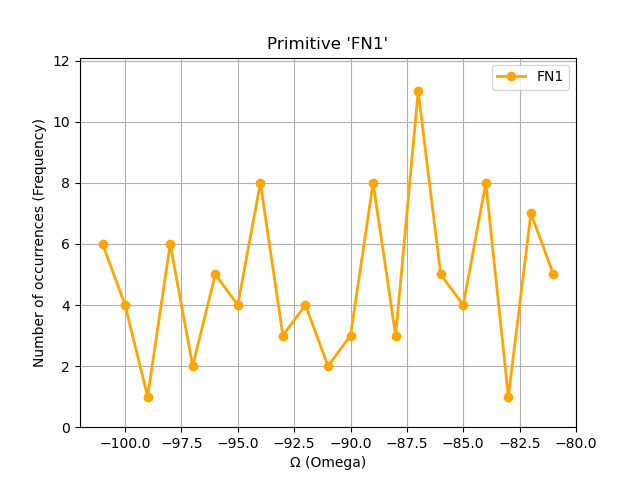 Primitive 'FN1'
FN1
12
10
8
6
4
2
0
Number of occurrences (Frequency)
−100.0 −97.5 −95.0 −92.5 −90.0 −87.5 −85.0 −82.5 −80.0
Ω (Omega)